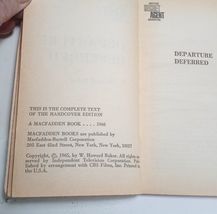 THIS IS THE COMPLETE TEXT
OF THE HARDCOVER EDITION
A MACFADDEN BOOK . . . . 1966
MACFADDEN BOOKS are published by
Macfadden-Bartell Corporation
205 East 42nd Street, New York, New York, 10017
Copyright, ©, 1965, by W. Howard Baker. All rights
by Independent Television Corporation. Pub-
lished by arrangement with CBS Films, Inc. Printed in
the U.S.A.
AGENT
DEPARTURE
DEFERRED